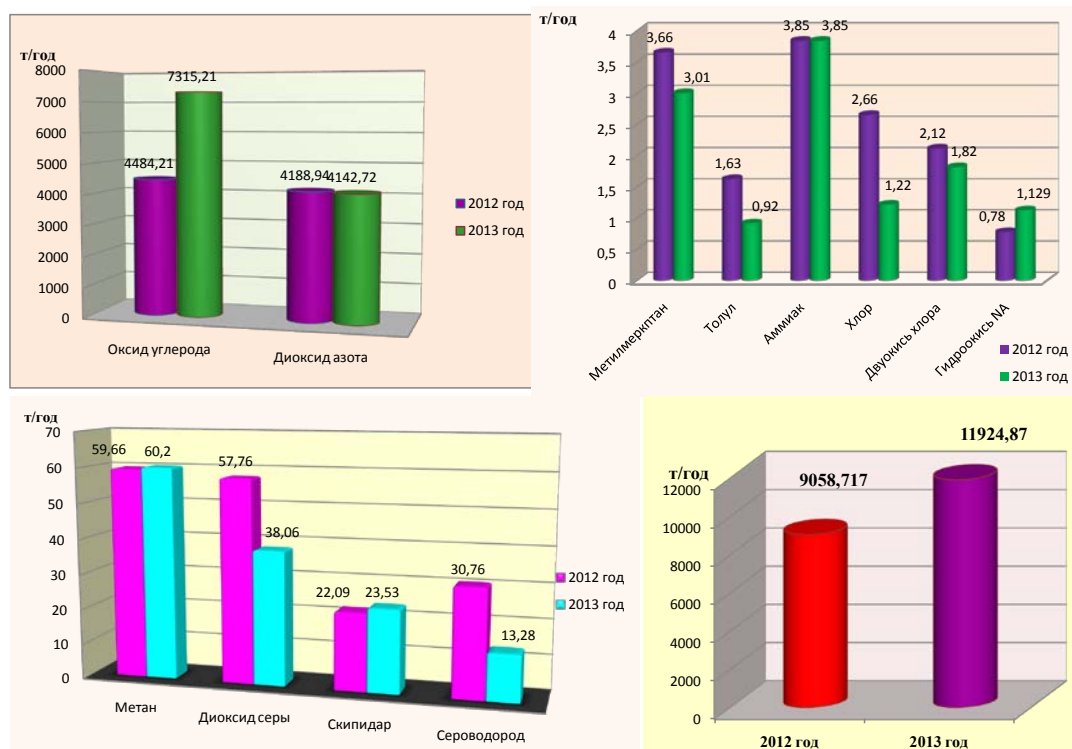 т/год
8000
7000
6000
5000
4000
3000
2000
1000
0
7315,21
4484,21
4188,94 4142,72
Оксид углерода
Диоксид азота
2012 год
2013 год
т/год
4
3,5
3
2,5
2
1,5
1
0,5
0
3,66
3,01
1,63
0,92
3,85
3,85
2,66
1,22
2,12
1,82
0,78
1,129
Метилмеркптан
Толул
Аммиак
Хлор
Двуокись хлора
Гидроокись NA
2012 год
2013 год
т/год
70
60
50
40
30
20
10
0
59,66
60,2
57,76
38,06
22,09
23,53
30,76
13,28
Метан
Диоксид серы
Скипидар
Сероводород
2012 год
2013 год
т/год
12000
10000
8000
6000
4000
2000
0
9058,717
11924,87
2012 год
2013 год